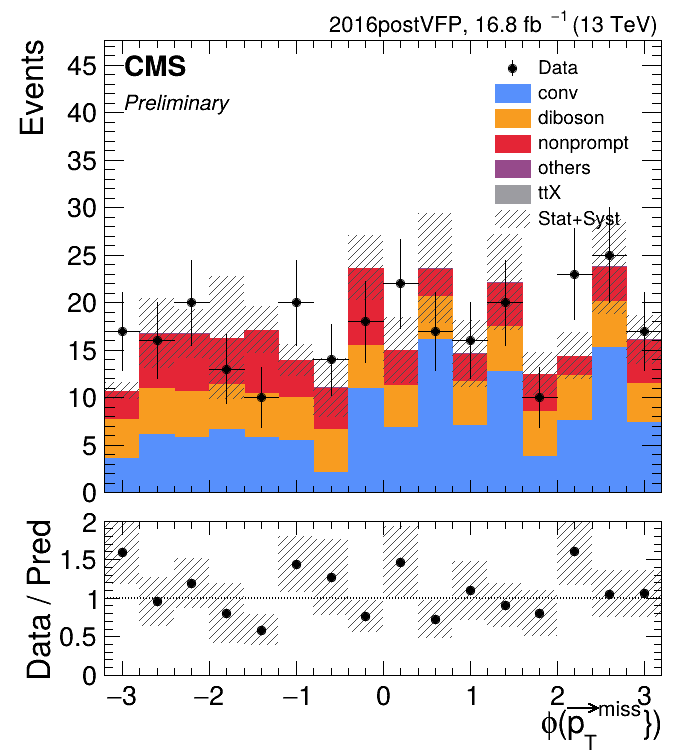 2016postVFP, 16.8 fb⁻¹ (13 TeV)
CMS
Preliminary
Events
45
40
35
30
25
20
15
10
5
0
Data
conv
diboson
nonprompt
others
ttX
Stat+Syst
Data / Pred
2
1.5
1
0.5
0
−3 −2 −1 0 1 2 3
ϕ(p_T^miss})